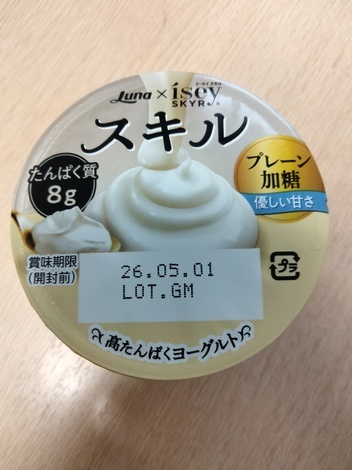 Luna × ísey
SKYR
スキル
プレーン
加糖
優しい甘さ
たんぱく質
8g
賞味期限
(開封前)
26.05.01
LOT.GM
プラ
高たんぱくヨーグルト